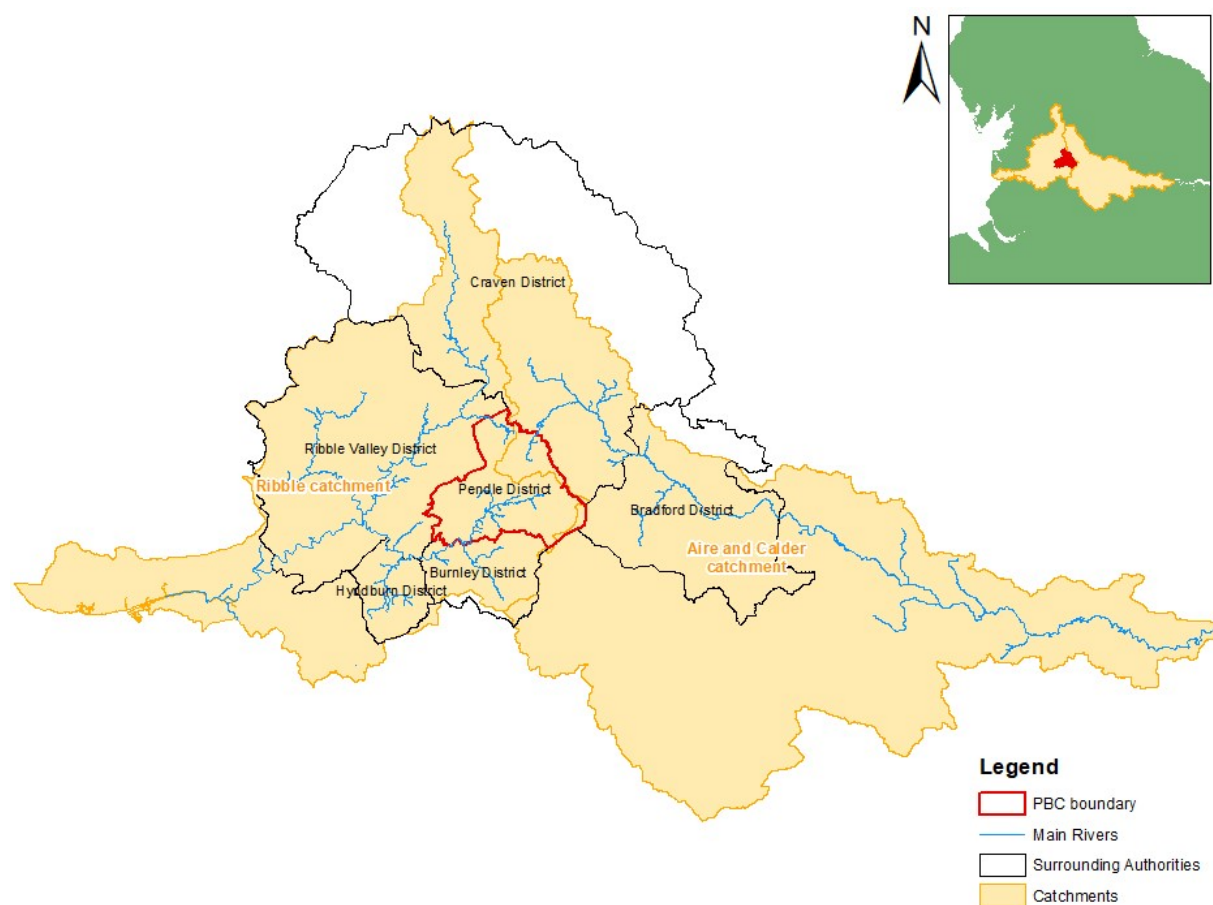 N
Craven District
Ribble Valley District
Ribble catchment
Pendle District
Bradford District
Aire and Calder
catchment
Burnley District
Hyndburn District
Legend
PBC boundary
Main Rivers
Surrounding Authorities
Catchments